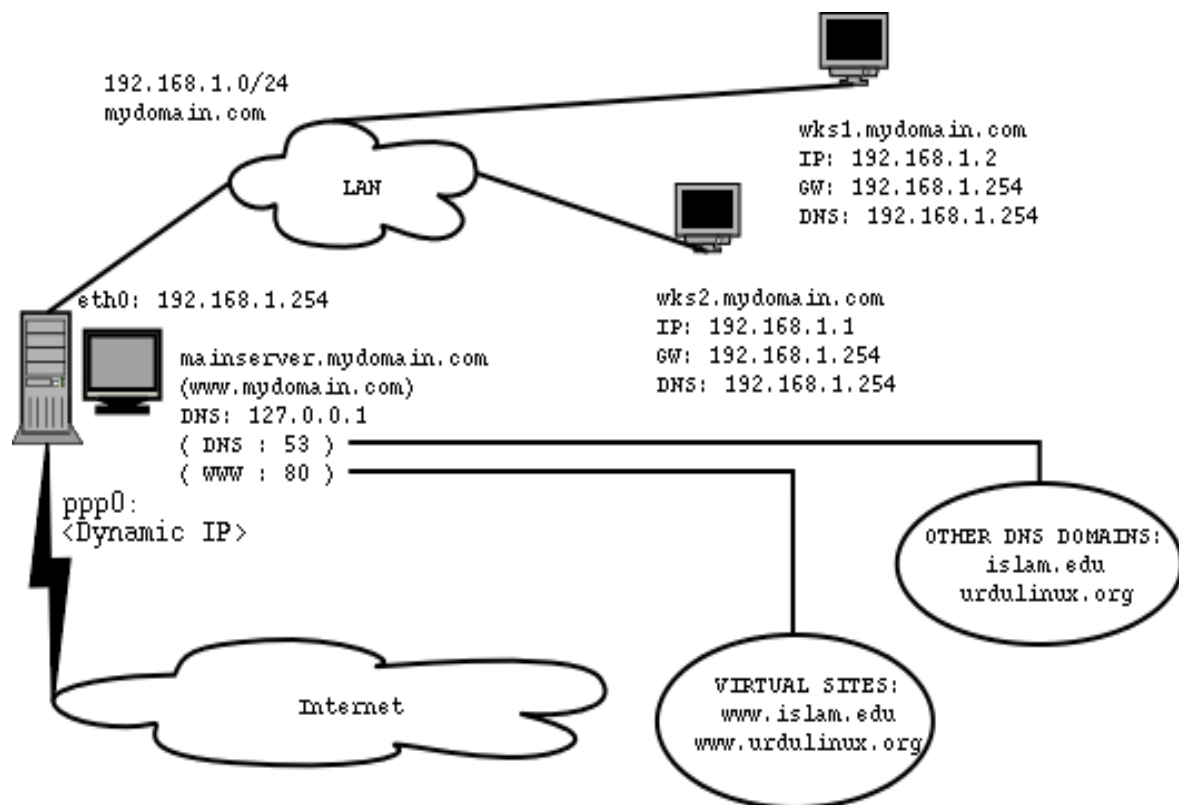 192.168.1.0/24
mydomain.com
LAN
wks1.mydomain.com
IP: 192.168.1.2
GW: 192.168.1.254
DNS: 192.168.1.254
eth0: 192.168.1.254
wks2.mydomain.com
IP: 192.168.1.1
GW: 192.168.1.254
DNS: 192.168.1.254
mainserver.mydomain.com
(www.mydomain.com)
DNS: 127.0.0.1
( DNS : 53 )
( WWW : 80 )
ppp0:
<Dynamic IP>
OTHER DNS DOMAINS:
islam.edu
urdulinux.org
Internet
VIRTUAL SITES:
www.islam.edu
www.urdulinux.org